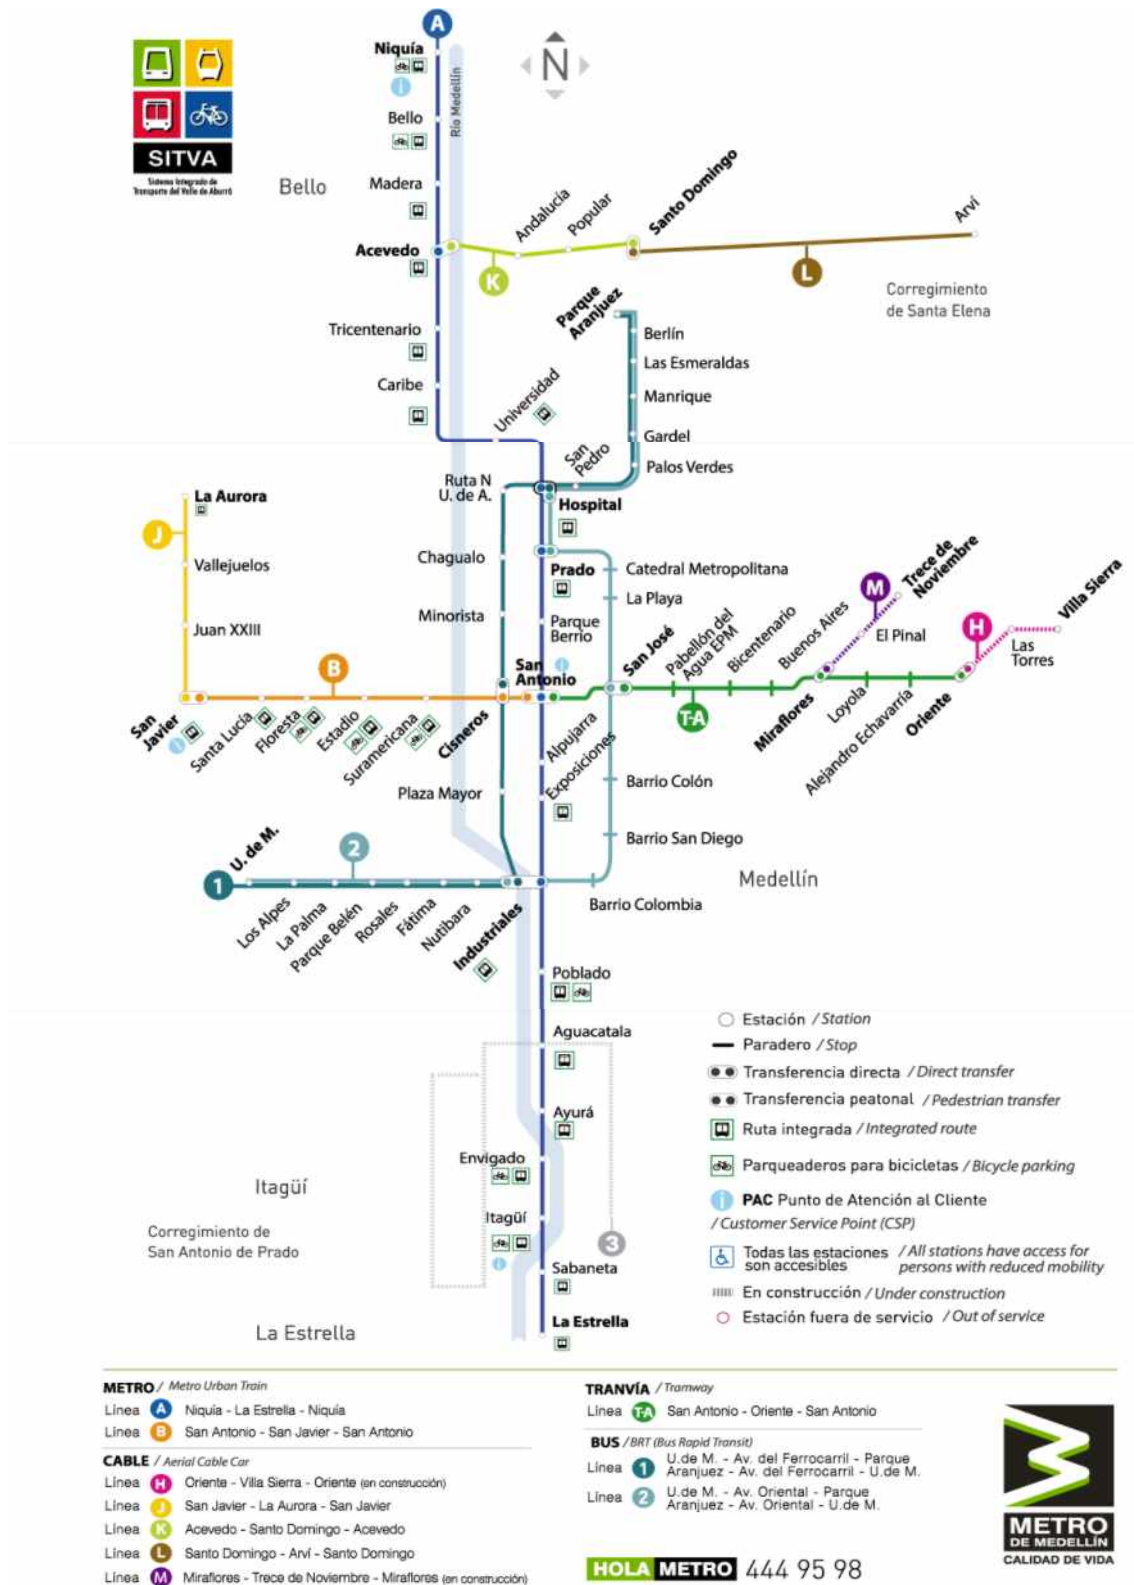 A
Niquía
Río Medellín
N
Bello
SITVA
Sistema Integrado de
Transporte del Valle de Aburrá
Bello
Madera
Acevedo
K
Andalucía
Popular
Santo Domingo
L
Arví
Corregimiento
de Santa Elena
Tricentenario
Caribe
Universidad
Parque
Aranjuez
Berlín
Las Esmeraldas
Manrique
Gardel
Palos Verdes
San
Pedro
Ruta N
U. de A.
Hospital
La Aurora
J
Vallejuelos
Juan XXIII
Chagualo
Minorista
Prado
Catedral Metropolitana
La Playa
Parque
Berrio
San
Antonio
San José
Pabellón del
Agua EPM
Bicentenario
Buenos Aires
M
Trece de
Noviembre
El Pinal
H
Villa Sierra
Las
Torres
B
San
Javier
Santa Lucía
Floresta
Estadio
Suramericana
Cisneros
Alpujarra
Exposiciones
T-A
Miraflores
Loyola
Alejandro Echavarría
Oriente
Plaza Mayor
Barrio Colón
Barrio San Diego
Medellín
Barrio Colombia
1
U. de M.
2
Los Alpes
La Palma
Parque Belén
Rosales
Fátima
Nutibara
Industriales
Poblado
Aguacatala
Ayurá
Envigado
Itagüí
Itagüí
Corregimiento de
San Antonio de Prado
3
Sabaneta
La Estrella
La Estrella
Estación / Station
Paradero / Stop
Transferencia directa / Direct transfer
Transferencia peatonal / Pedestrian transfer
Ruta integrada / Integrated route
Parqueaderos para bicicletas / Bicycle parking
i PAC Punto de Atención al Cliente
/ Customer Service Point (CSP)
Todas las estaciones / All stations have access for
son accesibles persons with reduced mobility
En construcción / Under construction
Estación fuera de servicio / Out of service
METRO / Metro Urban Train
Línea A Niquía - La Estrella - Niquía
Línea B San Antonio - San Javier - San Antonio
CABLE / Aerial Cable Car
Línea H Oriente - Villa Sierra - Oriente (en construcción)
Línea J San Javier - La Aurora - San Javier
Línea K Acevedo - Santo Domingo - Acevedo
Línea L Santo Domingo - Arví - Santo Domingo
Línea M Miraflores - Trece de Noviembre - Miraflores (en construcción)
TRANVÍA / Tramway
Línea T-A San Antonio - Oriente - San Antonio
BUS / BRT (Bus Rapid Transit)
Línea 1 U.de M. - Av. del Ferrocarril - Parque
Aranjuez - Av. del Ferrocarril - U.de M.
Línea 2 U.de M. - Av. Oriental - Parque
Aranjuez - Av. Oriental - U.de M.
HOLA METRO 444 95 98
METRO
DE MEDELLÍN
CALIDAD DE VIDA